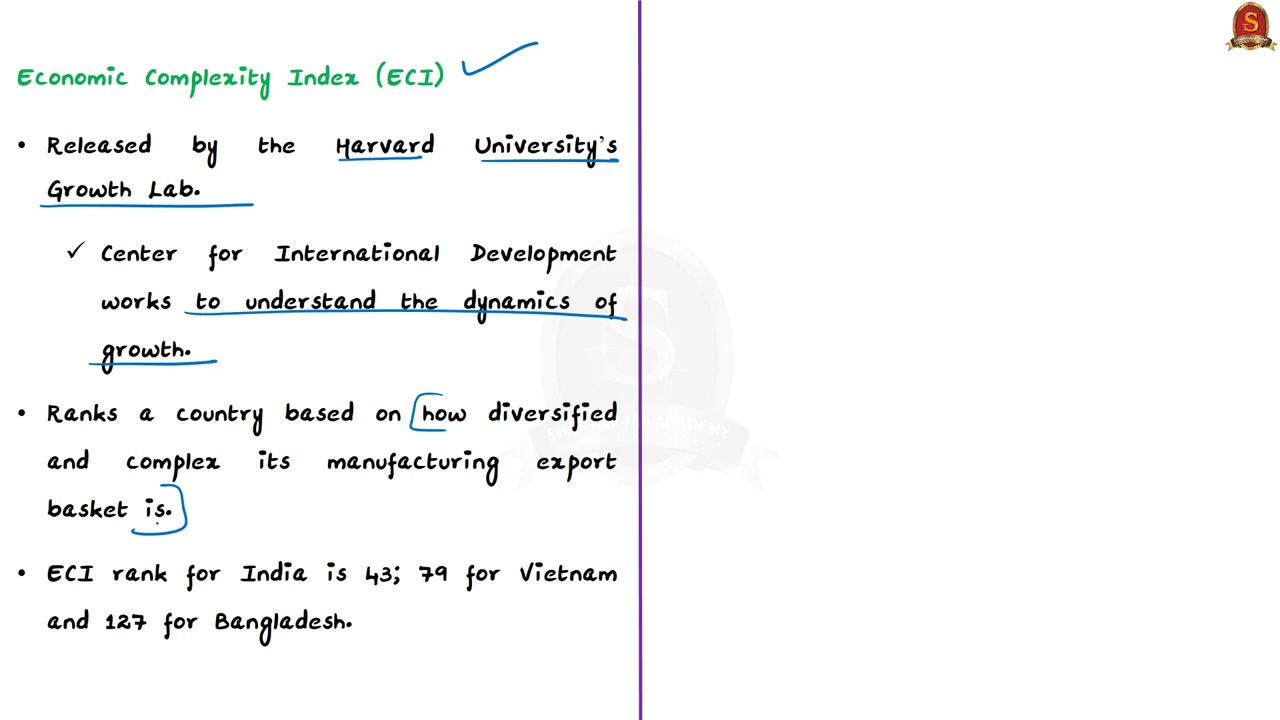 Economic Complexity Index (ECI)
• Released by the Harvard University's
Growth Lab.
✓ Center for International Development
works to understand the dynamics of
growth.
• Ranks a country based on how diversified
and complex its manufacturing export
basket is.
• ECI rank for India is 43; 79 for Vietnam
and 127 for Bangladesh.
S